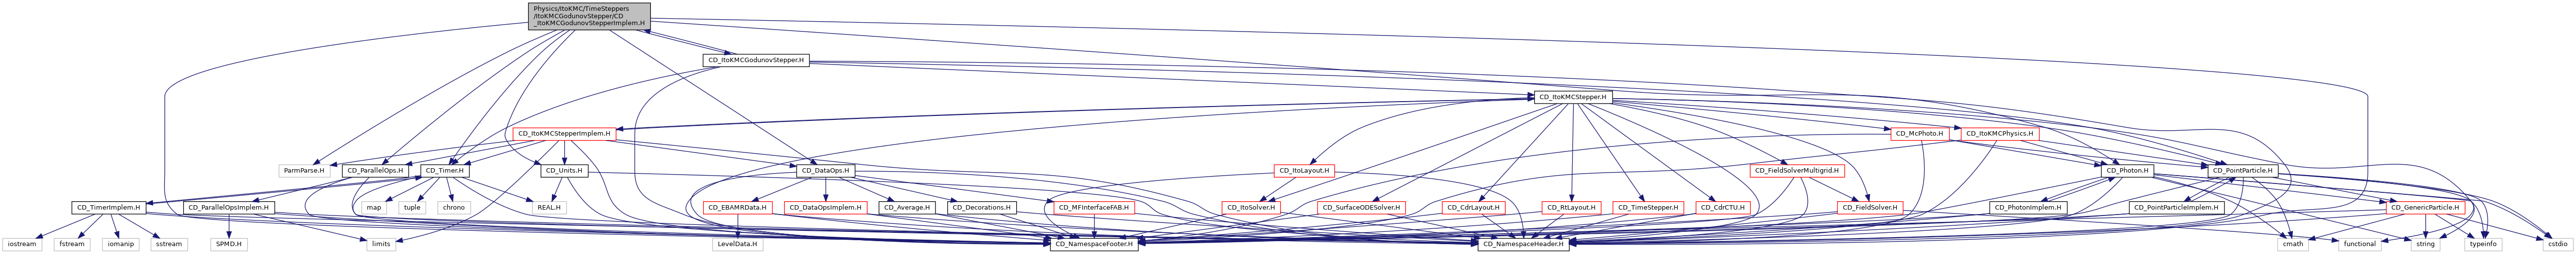 Physics/ItoKMC/TimeSteppers
/ItoKMCGodunovStepper/CD
_ItoKMCGodunovStepperImplem.H
CD_ItoKMCGodunovStepper.H
CD_ItoKMCStepper.H
CD_ItoKMCStepperImplem.H
CD_McPhoto.H
CD_ItoKMCPhysics.H
ParmParse.H
CD_ParallelOps.H
CD_Timer.H
CD_Units.H
CD_DataOps.H
CD_ItoLayout.H
CD_FieldSolverMultigrid.H
CD_Photon.H
CD_PointParticle.H
CD_TimerImplem.H
CD_ParallelOpsImplem.H
map
tuple
chrono
REAL.H
CD_EBAMRData.H
CD_DataOpsImplem.H
CD_Average.H
CD_Decorations.H
CD_MFInterfaceFAB.H
CD_ItoSolver.H
CD_SurfaceODESolver.H
CD_CdrLayout.H
CD_RtLayout.H
CD_TimeStepper.H
CD_CdrCTU.H
CD_FieldSolver.H
CD_PhotonImplem.H
CD_PointParticleImplem.H
CD_GenericParticle.H
iostream
fstream
iomanip
sstream
SPMD.H
limits
LevelData.H
CD_NamespaceFooter.H
CD_NamespaceHeader.H
cmath
functional
string
typeinfo
cstdio